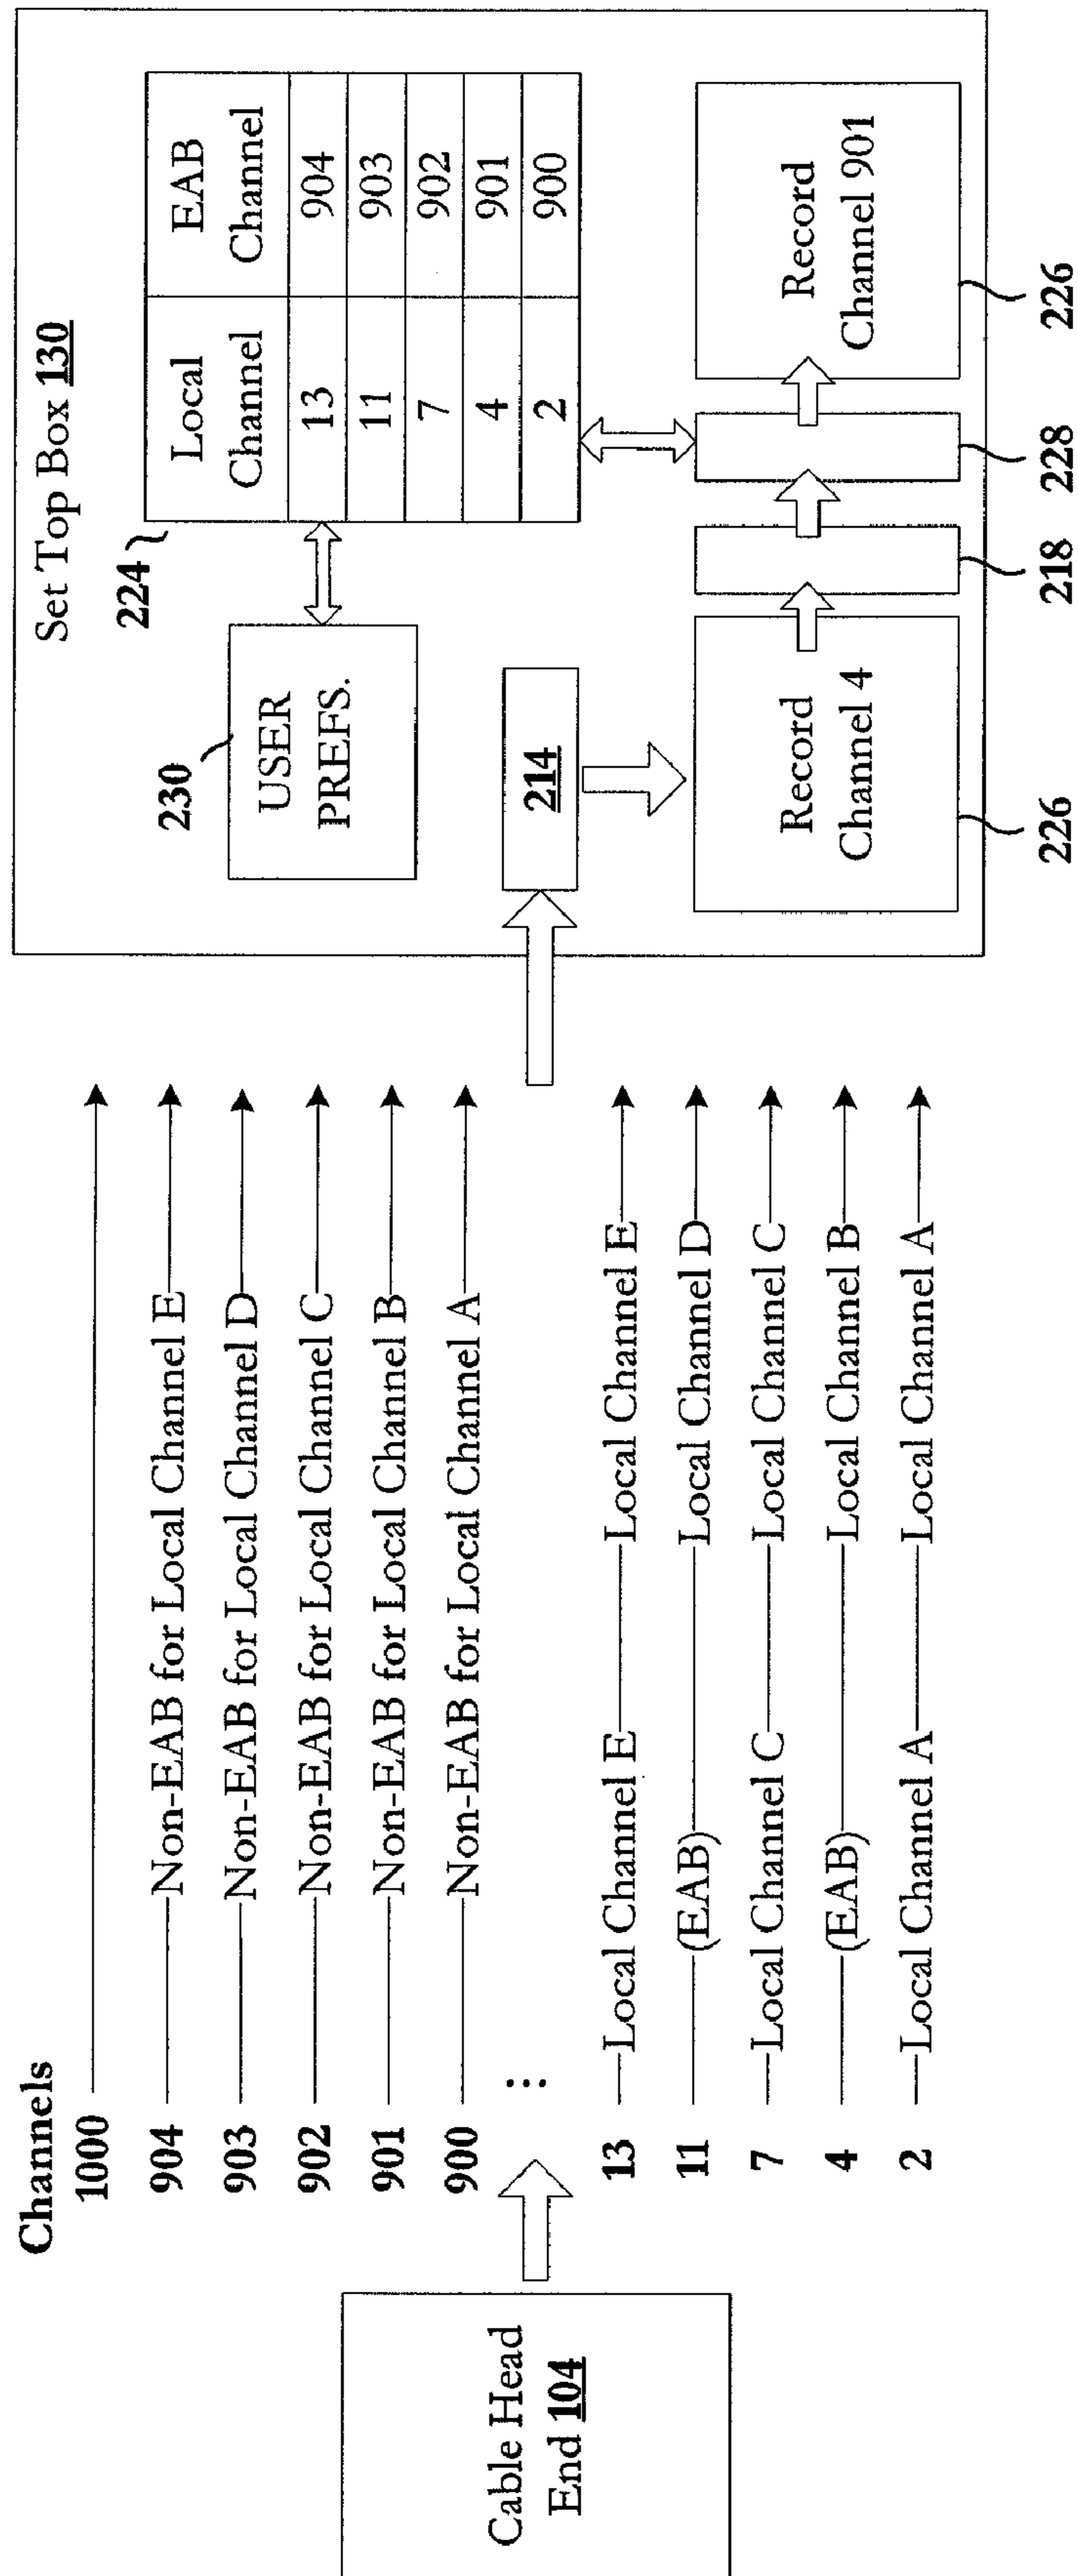 Channels
1000
904 Non-EAB for Local Channel E
903 Non-EAB for Local Channel D
902 Non-EAB for Local Channel C
901 Non-EAB for Local Channel B
900 Non-EAB for Local Channel A
...
13 Local Channel E Local Channel E
11 (EAB) Local Channel D
7 Local Channel C Local Channel C
4 (EAB) Local Channel B
2 Local Channel A Local Channel A
Cable Head
End 104
Set Top Box 130
224
Local Channel EAB Channel
13 904
11 903
7 902
4 901
2 900
230
USER
PREFS.
214
Record
Channel 4
Record
Channel 901
226
218
228
226